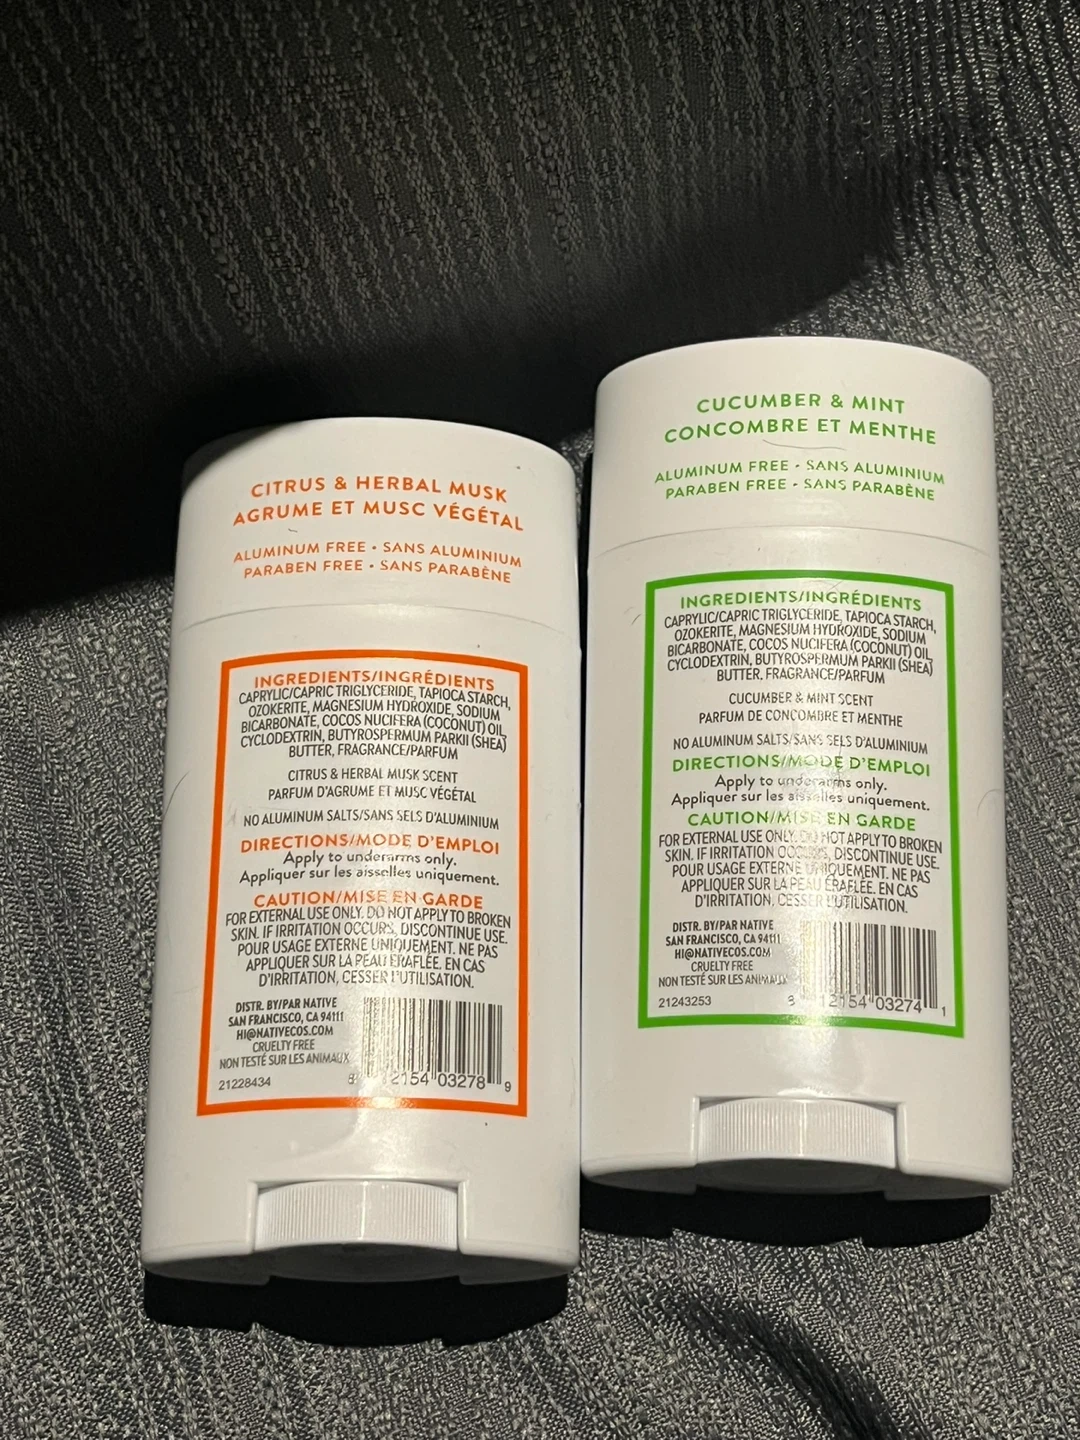 CITRUS & HERBAL MUSK
AGRUME ET MUSC VÉGÉTAL
ALUMINUM FREE • SANS ALUMINIUM
PARABEN FREE • SANS PARABÈNE
INGREDIENTS/INGRÉDIENTS
CAPRYLIC/CAPRIC TRIGLYCERIDE, TAPIOCA STARCH,
OZOKERITE, MAGNESIUM HYDROXIDE, SODIUM
BICARBONATE, COCOS NUCIFERA (COCONUT) OIL,
CYCLODEXTRIN, BUTYROSPERMUM PARKII (SHEA)
BUTTER, FRAGRANCE/PARFUM
CITRUS & HERBAL MUSK SCENT
PARFUM D'AGRUME ET MUSC VÉGÉTAL
NO ALUMINUM SALTS/SANS SELS D'ALUMINIUM
DIRECTIONS/MODE D'EMPLOI
Apply to underarms only.
Appliquer sur les aisselles uniquement.
CAUTION/MISE EN GARDE
FOR EXTERNAL USE ONLY. DO NOT APPLY TO BROKEN
SKIN. IF IRRITATION OCCURS, DISCONTINUE USE.
POUR USAGE EXTERNE UNIQUEMENT. NE PAS
APPLIQUER SUR LA PEAU ÉRAFLÉE. EN CAS
D'IRRITATION, CESSER L'UTILISATION.
DISTR. BY/PAR NATIVE
SAN FRANCISCO, CA 94111
HI@NATIVECOS.COM
CRUELTY FREE
NON TESTÉ SUR LES ANIMAUX
21228434
8 12154 03278 9
CUCUMBER & MINT
CONCOMBRE ET MENTHE
ALUMINUM FREE • SANS ALUMINIUM
PARABEN FREE • SANS PARABÈNE
INGREDIENTS/INGRÉDIENTS
CAPRYLIC/CAPRIC TRIGLYCERIDE, TAPIOCA STARCH,
OZOKERITE, MAGNESIUM HYDROXIDE, SODIUM
BICARBONATE, COCOS NUCIFERA (COCONUT) OIL,
CYCLODEXTRIN, BUTYROSPERMUM PARKII (SHEA)
BUTTER, FRAGRANCE/PARFUM
CUCUMBER & MINT SCENT
PARFUM DE CONCOMBRE ET MENTHE
NO ALUMINUM SALTS/SANS SELS D'ALUMINIUM
DIRECTIONS/MODE D'EMPLOI
Apply to underarms only.
Appliquer sur les aisselles uniquement.
CAUTION/MISE EN GARDE
FOR EXTERNAL USE ONLY. DO NOT APPLY TO BROKEN
SKIN. IF IRRITATION OCCURS, DISCONTINUE USE.
POUR USAGE EXTERNE UNIQUEMENT. NE PAS
APPLIQUER SUR LA PEAU ÉRAFLÉE. EN CAS
D'IRRITATION, CESSER L'UTILISATION.
DISTR. BY/PAR NATIVE
SAN FRANCISCO, CA 94111
HI@NATIVECOS.COM
CRUELTY FREE
NON TESTÉ SUR LES ANIMAUX
21243253
8 12154 03274 1